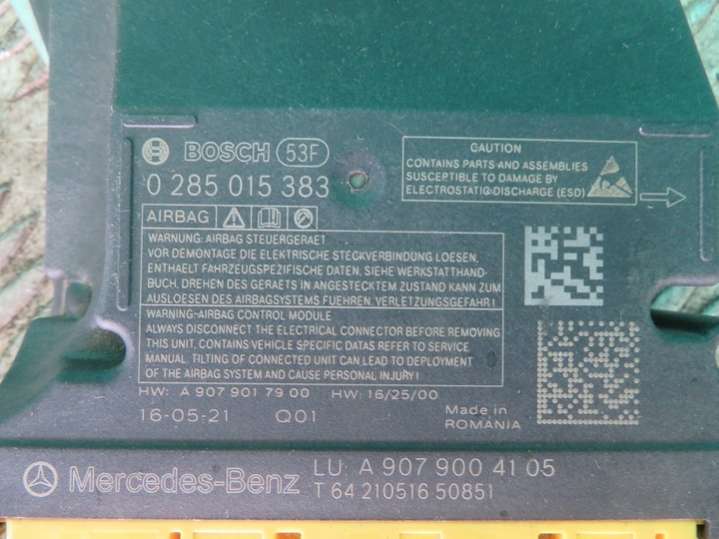 BOSCH 53F
0 285 015 383
AIRBAG
CAUTION
CONTAINS PARTS AND ASSEMBLIES
SUSCEPTIBLE TO DAMAGE BY
ELECTROSTATIC-DISCHARGE (ESD)
WARNUNG: AIRBAG STEUERGERAET
VOR DEMONTAGE DIE ELEKTRISCHE STECKVERBINDUNG LOESEN.
ENTHAELT FAHRZEUGSPEZIFISCHE DATEN. SIEHE WERKSTATTHAND-
BUCH. DREHEN DES GERAETS IN ANGESTECKTEM ZUSTAND KANN ZUM
AUSLOESEN DES AIRBAGSYSTEMS FUEHREN. VERLETZUNGSGEFAHR!
WARNING-AIRBAG CONTROL MODULE
ALWAYS DISCONNECT THE ELECTRICAL CONNECTOR BEFORE REMOVING
THIS UNIT. CONTAINS VEHICLE SPECIFIC DATAS REFER TO SERVICE
MANUAL. TILTING OF CONNECTED UNIT CAN LEAD TO DEPLOYMENT
OF THE AIRBAG SYSTEM AND CAUSE PERSONAL INJURY!
HW: A 907 901 79 00 HW: 16/25/00
16-05-21 Q01
Made in
ROMANIA
Mercedes-Benz
LU: A 907 900 41 05
T 64 210516 50851